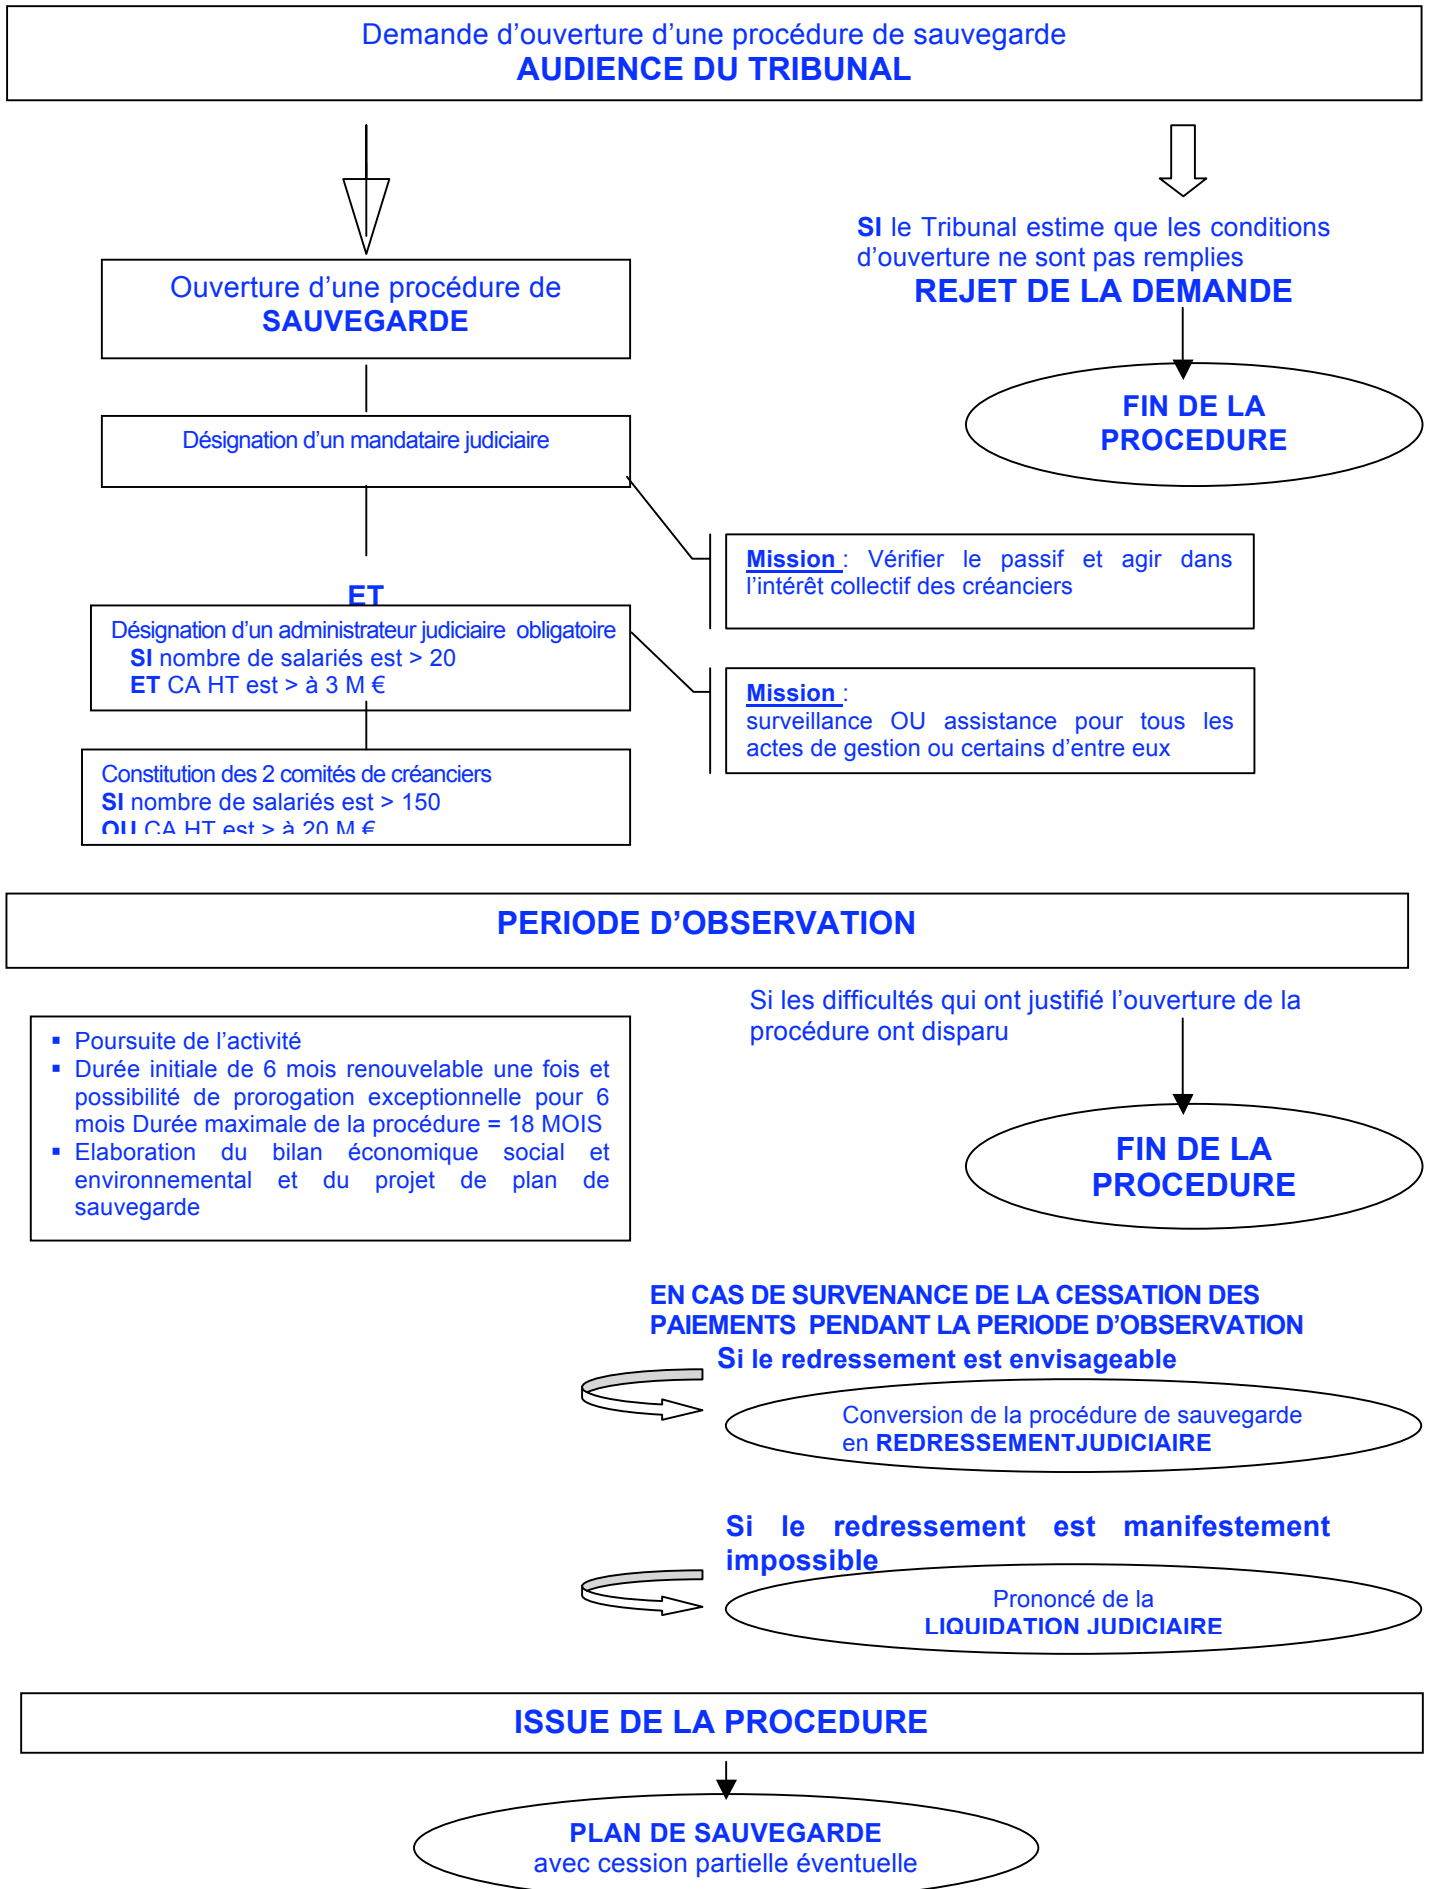 Demande d’ouverture d’une procédure de sauvegarde
AUDIENCE DU TRIBUNAL
SI le Tribunal estime que les conditions
d’ouverture ne sont pas remplies
REJET DE LA DEMANDE
Ouverture d’une procédure de
SAUVEGARDE
FIN DE LA
PROCEDURE
Désignation d’un mandataire judiciaire
Mission : Vérifier le passif et agir dans
l’intérêt collectif des créanciers
ET
Désignation d’un administrateur judiciaire obligatoire
SI nombre de salariés est > 20
ET CA HT est > à 3 M €
Mission :
surveillance OU assistance pour tous les
actes de gestion ou certains d’entre eux
Constitution des 2 comités de créanciers
SI nombre de salariés est > 150
OU CA HT est > à 20 M €
PERIODE D’OBSERVATION
Si les difficultés qui ont justifié l’ouverture de la
procédure ont disparu
▪ Poursuite de l’activité
▪ Durée initiale de 6 mois renouvelable une fois et
possibilité de prorogation exceptionnelle pour 6
mois Durée maximale de la procédure = 18 MOIS
▪ Elaboration du bilan économique social et
environnemental et du projet de plan de
sauvegarde
FIN DE LA
PROCEDURE
EN CAS DE SURVENANCE DE LA CESSATION DES
PAIEMENTS PENDANT LA PERIODE D’OBSERVATION
Si le redressement est envisageable
Conversion de la procédure de sauvegarde
en REDRESSEMENTJUDICIAIRE
Si le redressement est manifestement
impossible
Prononcé de la
LIQUIDATION JUDICIAIRE
ISSUE DE LA PROCEDURE
PLAN DE SAUVEGARDE
avec cession partielle éventuelle